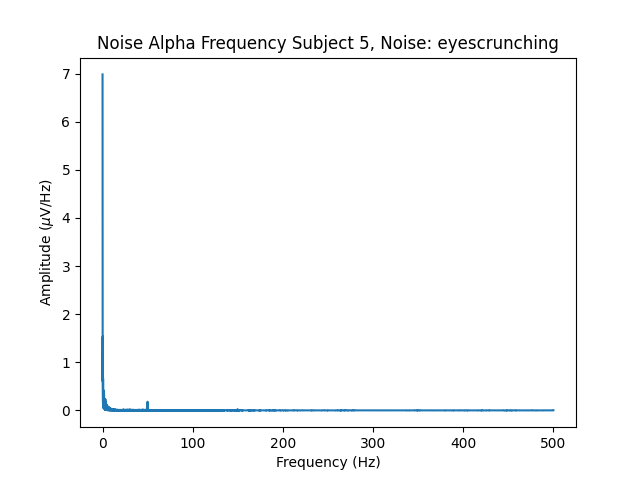 Noise Alpha Frequency Subject 5, Noise: eyescrunching
Amplitude (μV/Hz)
7
6
5
4
3
2
1
0
0 100 200 300 400 500
Frequency (Hz)